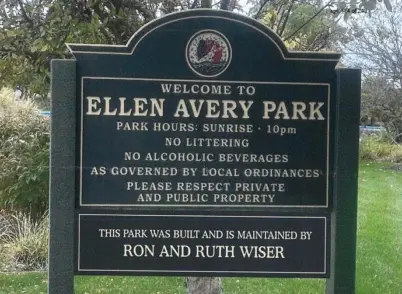 WELCOME TO
ELLEN AVERY PARK
PARK HOURS: SUNRISE - 10pm
NO LITTERING
NO ALCOHOLIC BEVERAGES
AS GOVERNED BY LOCAL ORDINANCES
PLEASE RESPECT PRIVATE
AND PUBLIC PROPERTY
THIS PARK WAS BUILT AND IS MAINTAINED BY
RON AND RUTH WISER